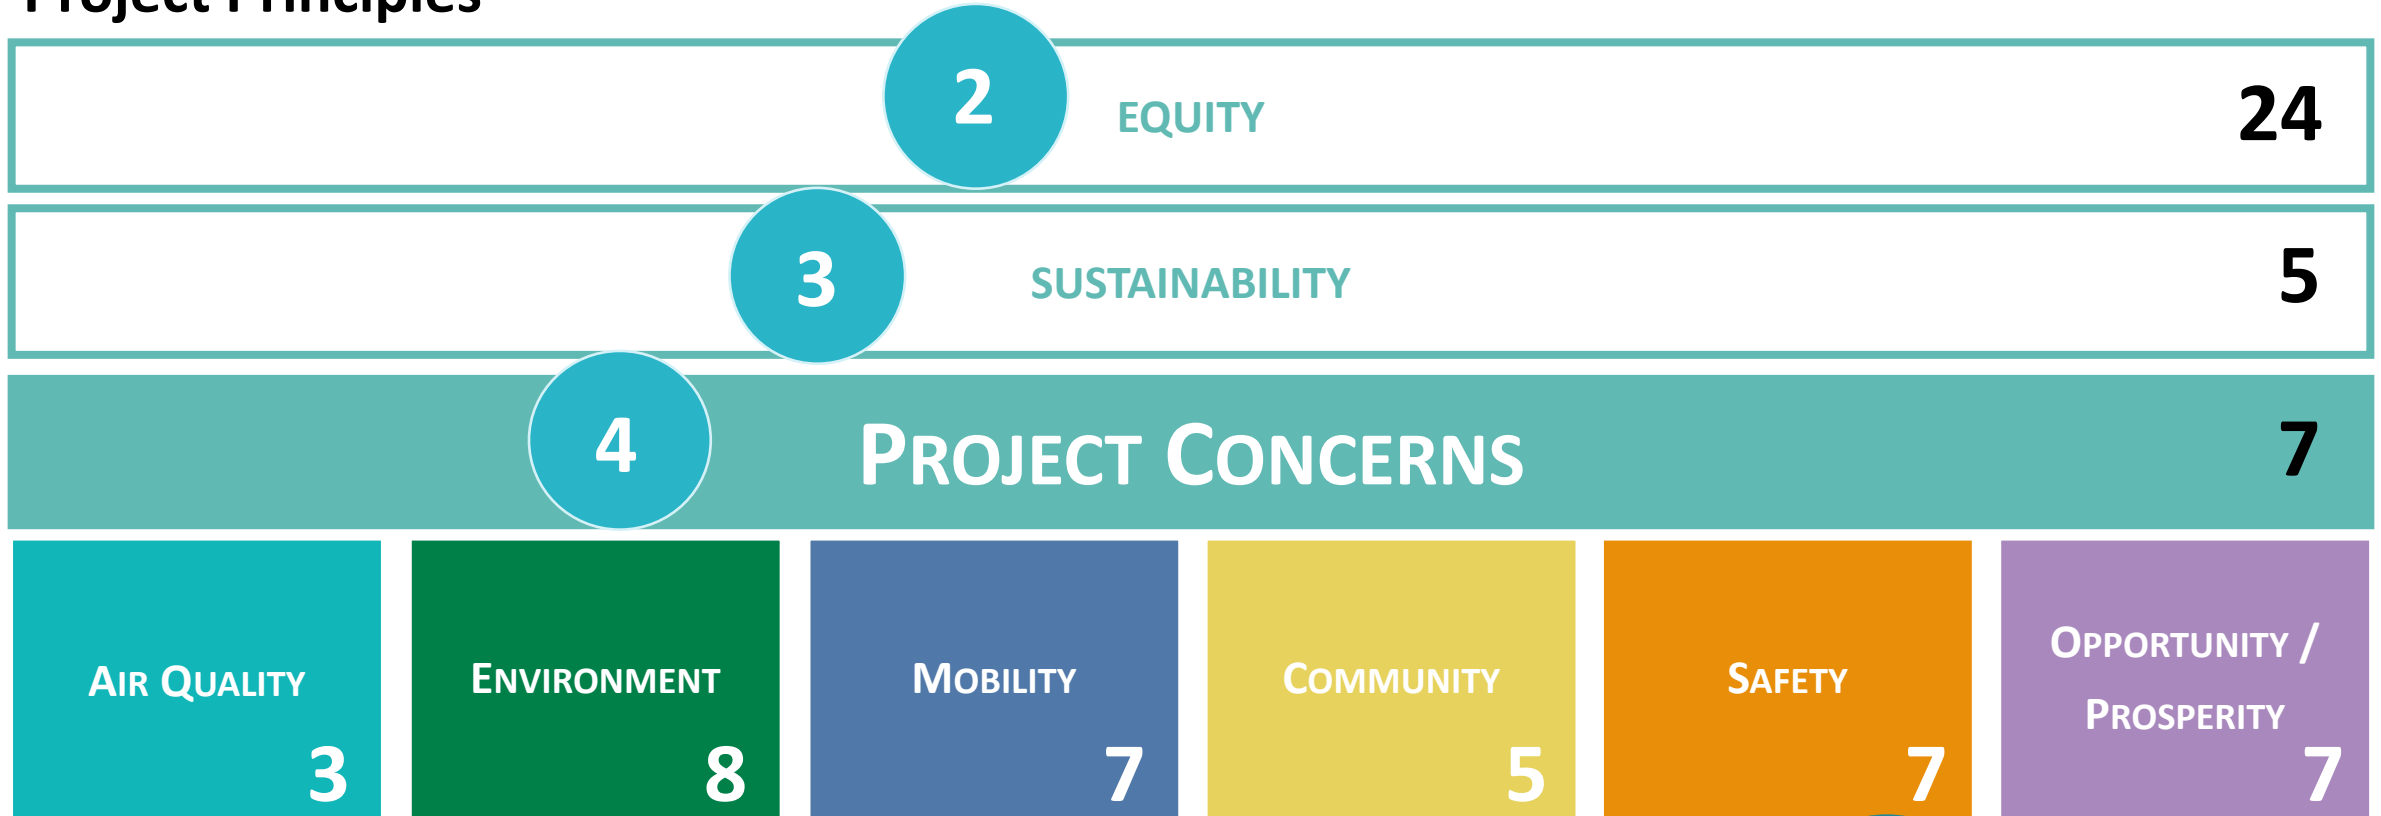 Project Principles
2
EQUITY
24
3
SUSTAINABILITY
5
4
PROJECT CONCERNS
7
AIR QUALITY
3
ENVIRONMENT
8
MOBILITY
7
COMMUNITY
5
SAFETY
7
OPPORTUNITY /
PROSPERITY
7